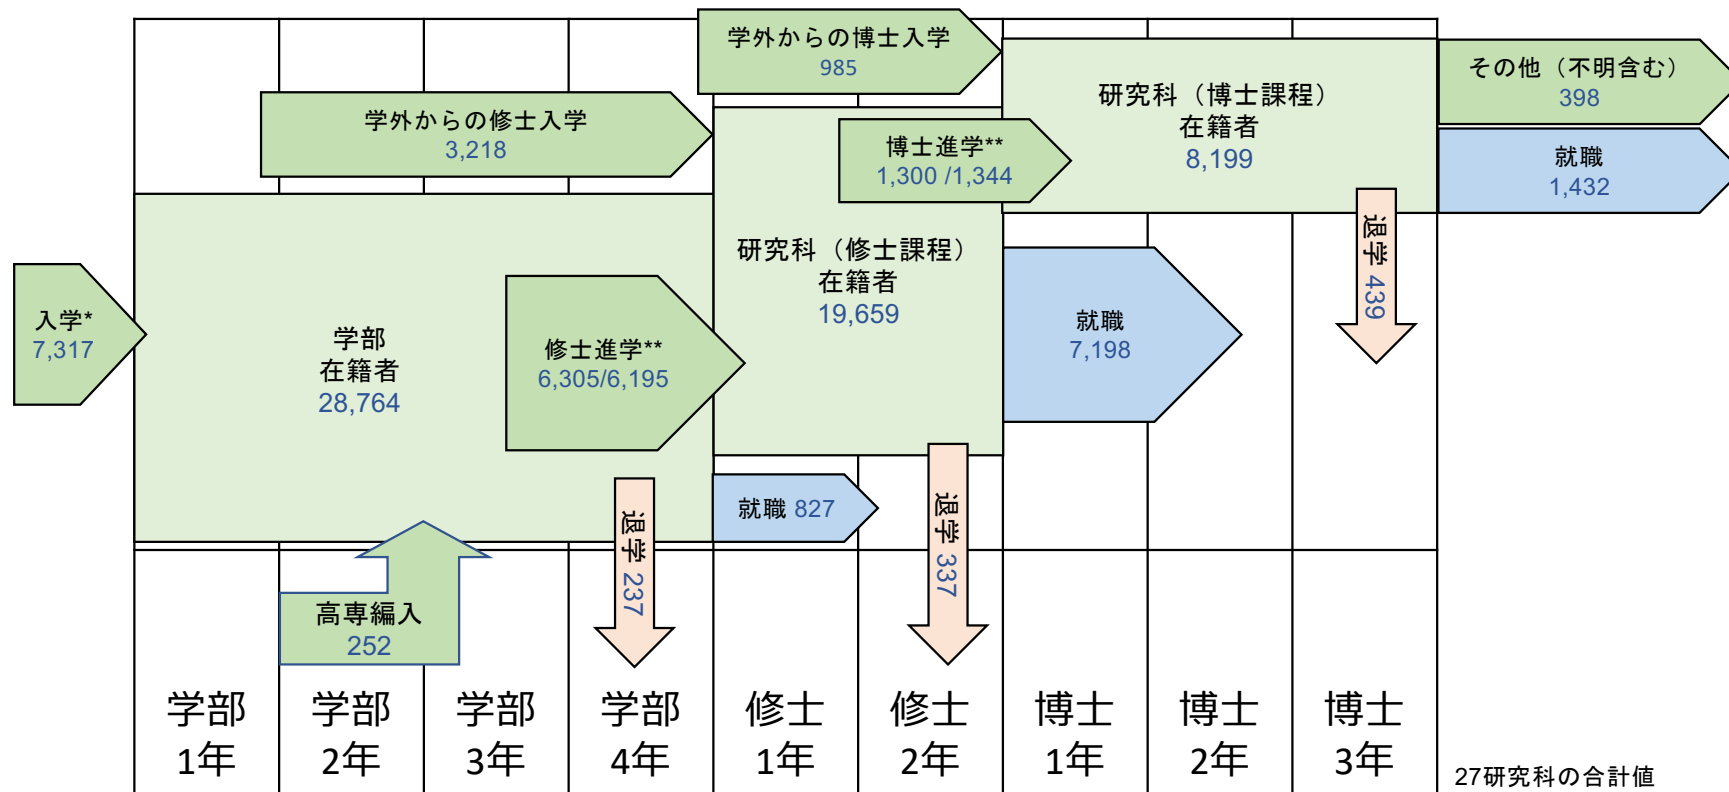 学外からの博士入学
985
その他（不明含む）
398
研究科（博士課程）
在籍者
8,199
学外からの修士入学
3,218
博士進学**
1,300 /1,344
就職
1,432
退学 439
研究科（修士課程）
在籍者
19,659
入学*
7,317
学部
在籍者
28,764
修士進学**
6,305/6,195
就職
7,198
就職 827
退学 237
退学 337
高専編入
252
学部
1年
学部
2年
学部
3年
学部
4年
修士
1年
修士
2年
博士
1年
博士
2年
博士
3年
27研究科の合計値